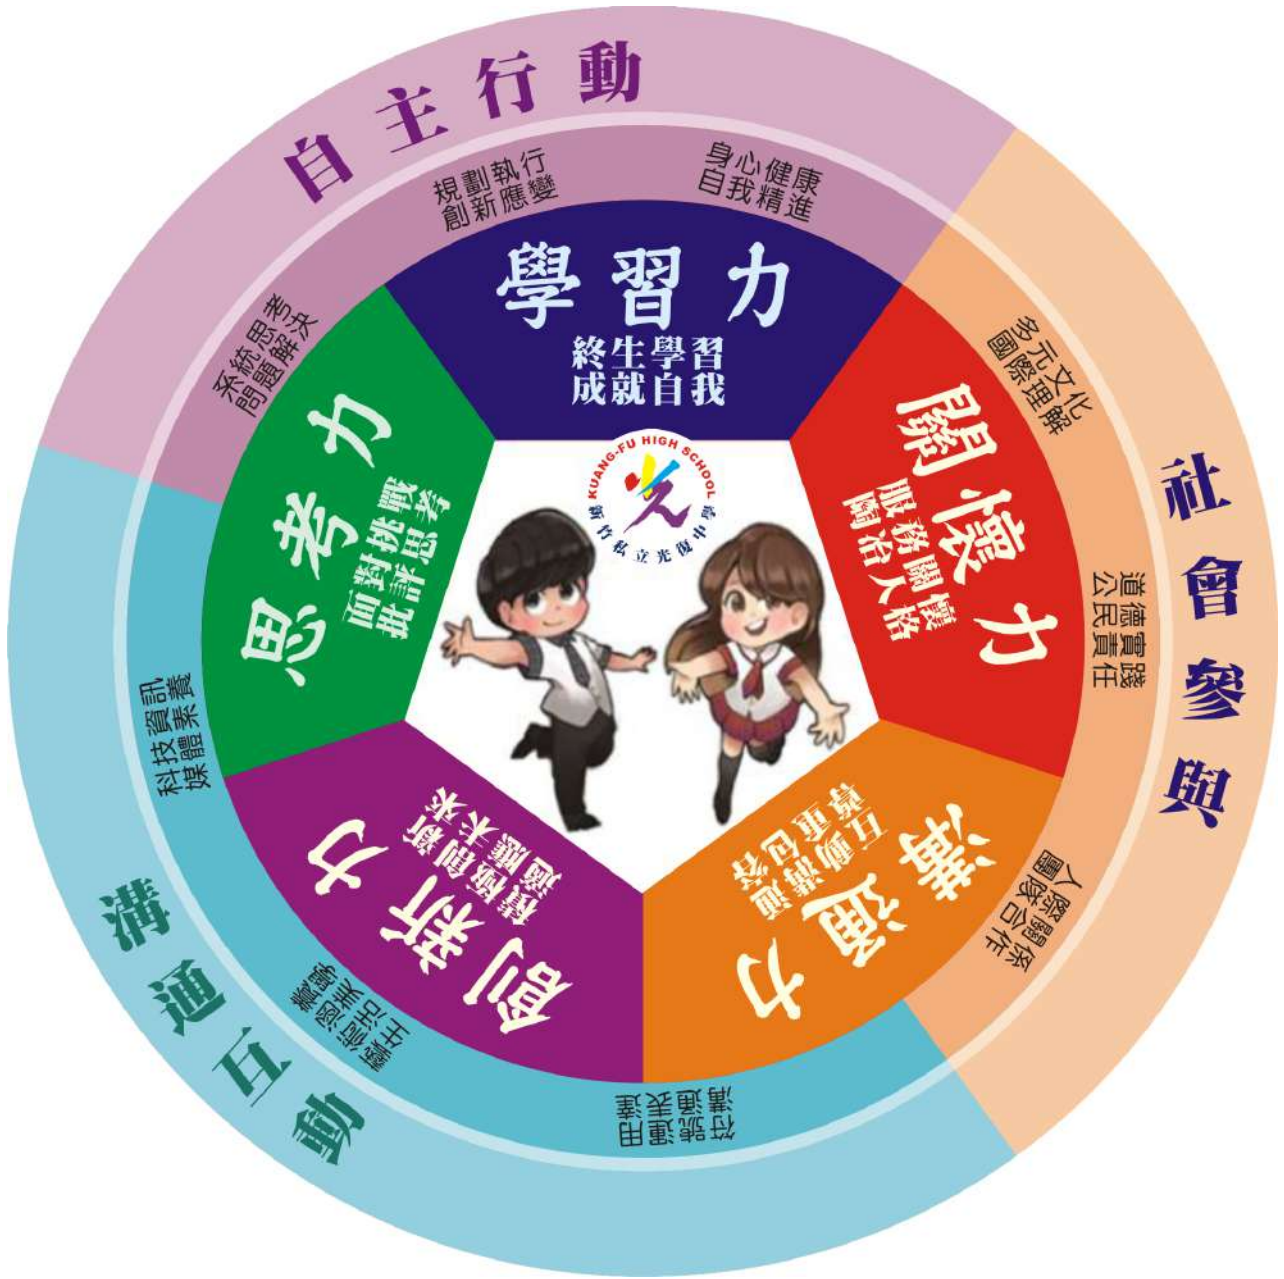 自主行動
規劃執行
創新應變
身心健康
自我精進
系統思考
問題解決
社會參與
多元文化
國際理解
道德實踐
公民責任
人際關係
團隊合作
溝通互動
科技資訊
媒體素養
藝術涵養
生活美學
符號運用
溝通表達
學習力
終生學習
成就自我
關懷力
服務關懷
陶冶人格
溝通力
互動溝通
尊重包容
創新力
積極創新
適應未來
思考力
面對挑戰
批評思考
KUANG-FU HIGH SCHOOL
新竹私立光復中學